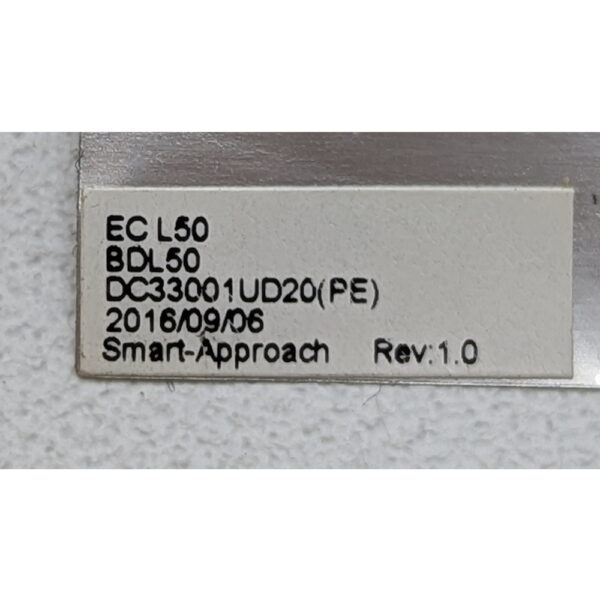 EC L50
BDL50
DC33001UD20(PE)
2016/09/06
Smart-Approach Rev:1.0